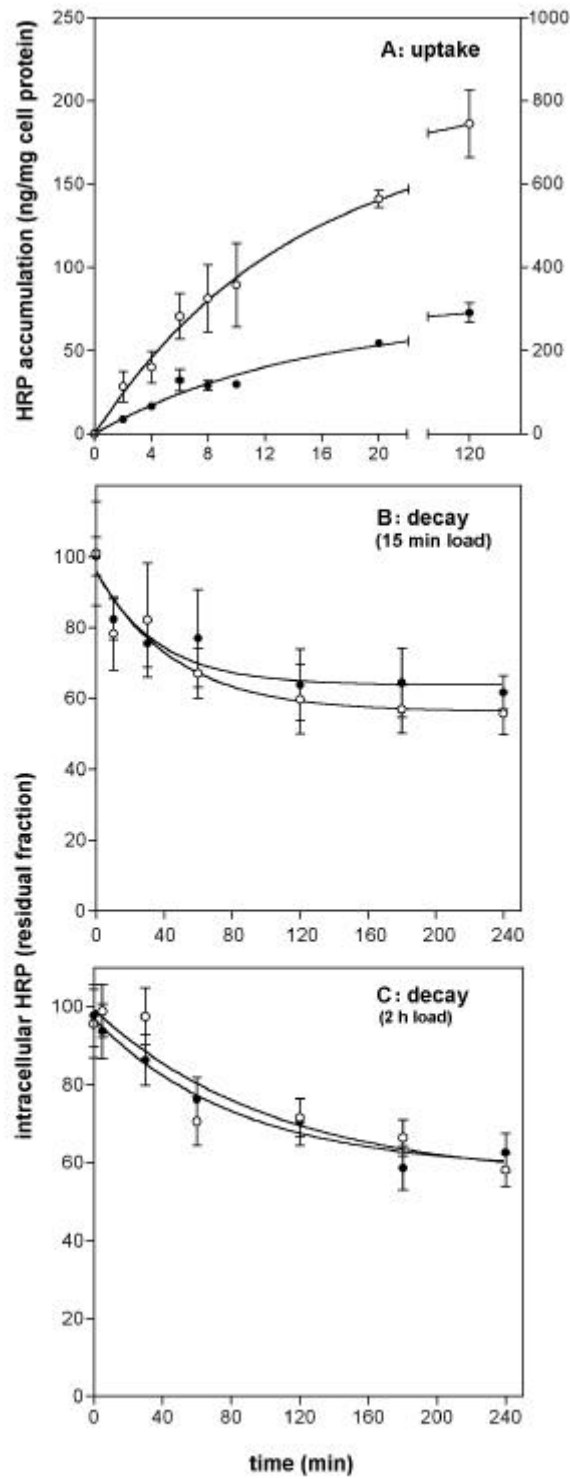 A: uptake
HRP accumulation (ng/mg cell protein)
250
200
150
100
50
0
1000
800
600
400
200
0
0 4 8 12 16 20 120
B: decay
(15 min load)
intracellular HRP (residual fraction)
100
80
60
40
20
0
0 40 80 120 160 200 240
C: decay
(2 h load)
100
80
60
40
20
0
0 40 80 120 160 200 240
time (min)